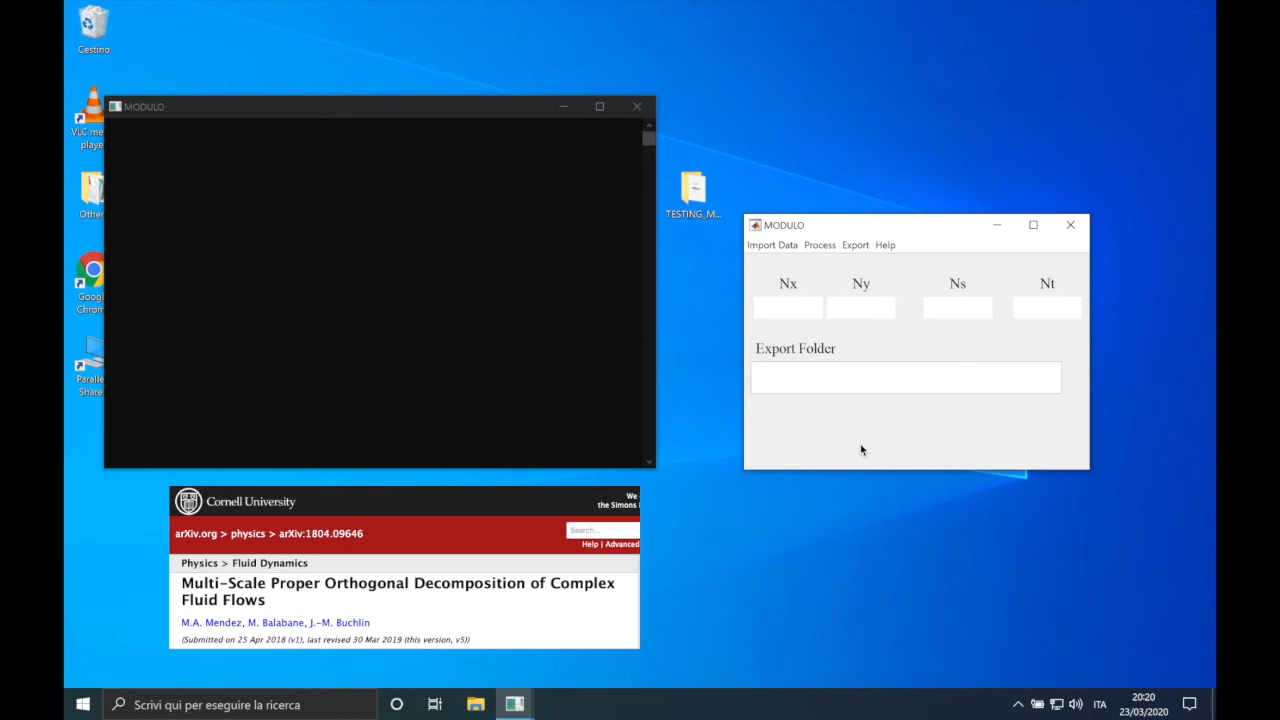 Cestino
VLC me...
playe
Other
Googl
Chrom
Paralle
Share
MODULO
TESTING_M...
MODULO
Import Data Process Export Help
Nx Ny Ns Nt
Export Folder
Cornell University
We
the Simons
arXiv.org > physics > arXiv:1804.09646
Search...
Help | Advanced
Physics > Fluid Dynamics
Multi-Scale Proper Orthogonal Decomposition of Complex
Fluid Flows
M.A. Mendez, M. Balabane, J.-M. Buchlin
(Submitted on 25 Apr 2018 (v1), last revised 30 Mar 2019 (this version, v5))
Scrivi qui per eseguire la ricerca
ITA
20:20
23/03/2020